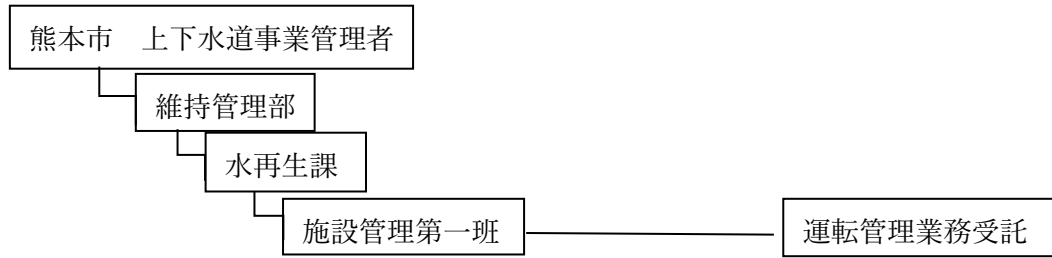 熊本市　上下水道事業管理者
維持管理部
水再生課
施設管理第一班
運転管理業務受託